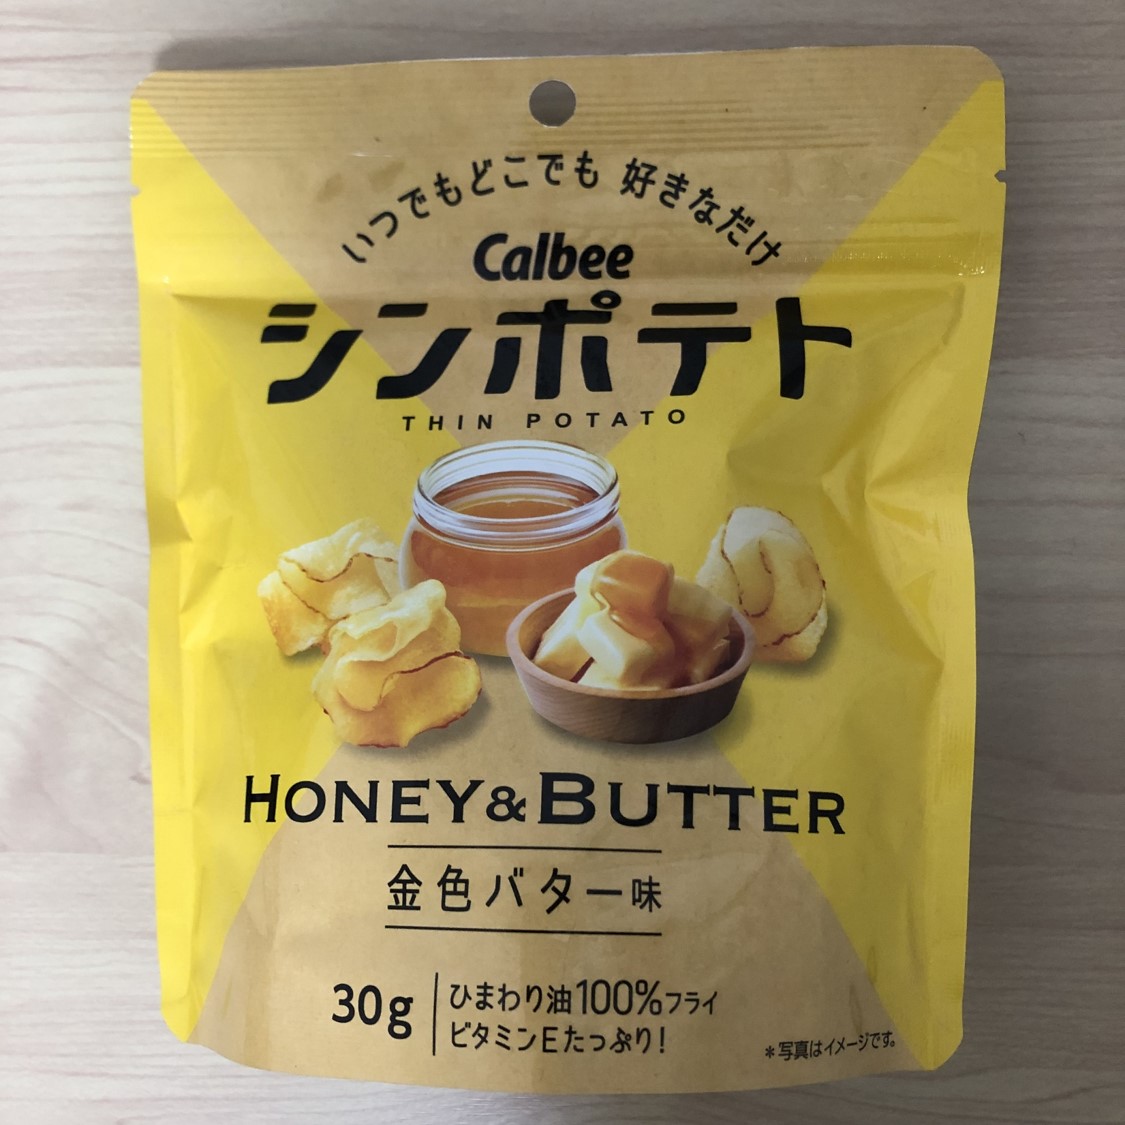 いつでもどこでも 好きなだけ
Calbee
シンポテト
THIN POTATO
HONEY&BUTTER
金色バター味
30g
ひまわり油100%フライ
ビタミンEたっぷり!
*写真はイメージです。